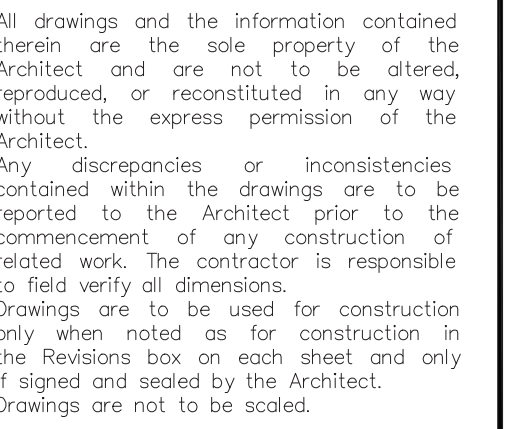 All drawings and the information contained
therein are the sole property of the
Architect and are not to be altered,
reproduced, or reconstituted in any way
without the express permission of the
Architect.
Any discrepancies or inconsistencies
contained within the drawings are to be
reported to the Architect prior to the
commencement of any construction of
related work. The contractor is responsible
to field verify all dimensions.
Drawings are to be used for construction
only when noted as for construction in
the Revisions box on each sheet and only
if signed and sealed by the Architect.
Drawings are not to be scaled.